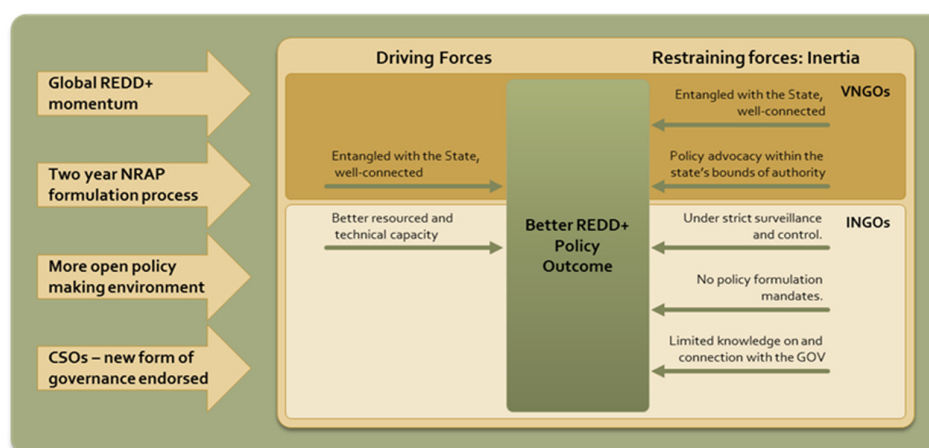 Global REDD+
momentum
Two year NRAP
formulation process
More open policy
making environment
CSOs – new form of
governance endorsed
Driving Forces
Restraining forces: Inertia
VNGOs
Entangled with the State,
well-connected
Entangled with the State,
well-connected
Policy advocacy within the
state's bounds of authority
Better resourced and
technical capacity
Better REDD+
Policy
Outcome
INGOs
Under strict surveillance
and control.
No policy formulation
mandates.
Limited knowledge on and
connection with the GOV